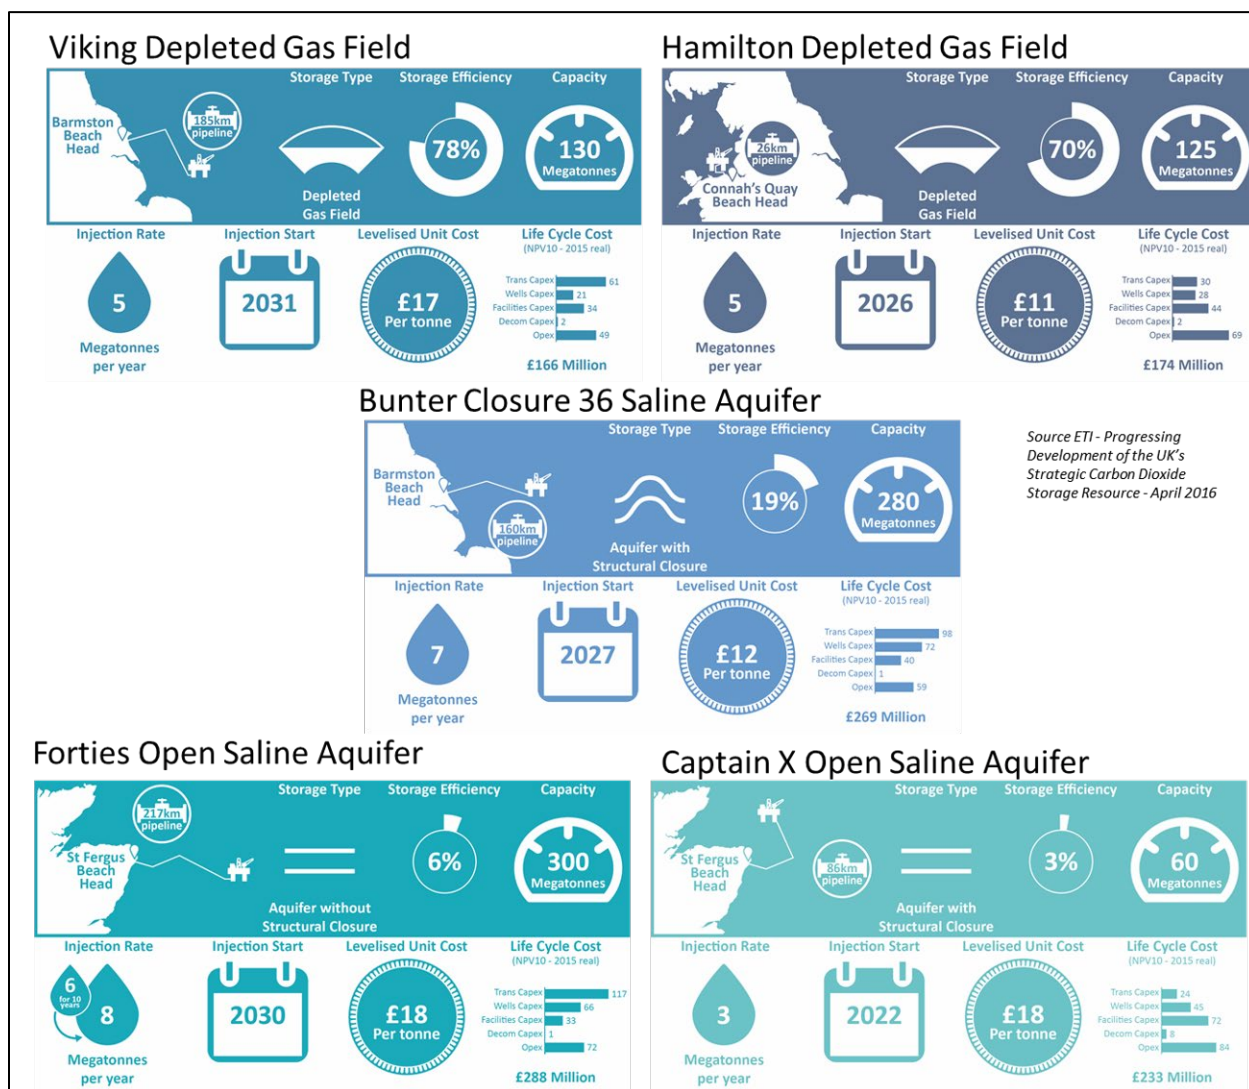 Viking Depleted Gas Field
Storage Type
Storage Efficiency
Capacity
Barmston
Beach
Head
185km
pipeline
Depleted
Gas Field
78%
130
Megatonnes
Injection Rate
Injection Start
Levelised Unit Cost
Life Cycle Cost
(NPV10 - 2015 real)
5
Megatonnes
per year
2031
£17
Per tonne
Trans Capex 61
Wells Capex 21
Facilities Capex 34
Decom Capex 2
Opex 49
£166 Million
Hamilton Depleted Gas Field
Storage Type
Storage Efficiency
Capacity
26km
pipeline
Connah's Quay
Beach Head
Depleted
Gas Field
70%
125
Megatonnes
Injection Rate
Injection Start
Levelised Unit Cost
Life Cycle Cost
(NPV10 - 2015 real)
5
Megatonnes
per year
2026
£11
Per tonne
Trans Capex 30
Wells Capex 28
Facilities Capex 44
Decom Capex 2
Opex 69
£174 Million
Bunter Closure 36 Saline Aquifer
Storage Type
Storage Efficiency
Capacity
Barmston
Beach
Head
160km
pipeline
Aquifer with
Structural Closure
19%
280
Megatonnes
Injection Rate
Injection Start
Levelised Unit Cost
Life Cycle Cost
(NPV10 - 2015 real)
7
Megatonnes
per year
2027
£12
Per tonne
Trans Capex 98
Wells Capex 72
Facilities Capex 40
Decom Capex 1
Opex 59
£269 Million
Source ETI - Progressing
Development of the UK's
Strategic Carbon Dioxide
Storage Resource - April 2016
Forties Open Saline Aquifer
Storage Type
Storage Efficiency
Capacity
217km
pipeline
St Fergus
Beach
Head
Aquifer without
Structural Closure
6%
300
Megatonnes
Injection Rate
Injection Start
Levelised Unit Cost
Life Cycle Cost
(NPV10 - 2015 real)
6
for 10
years
8
Megatonnes
per year
2030
£18
Per tonne
Trans Capex 117
Wells Capex 66
Facilities Capex 33
Decom Capex 1
Opex 72
£288 Million
Captain X Open Saline Aquifer
Storage Type
Storage Efficiency
Capacity
St Fergus
Beach
Head
86km
pipeline
Aquifer with
Structural Closure
3%
60
Megatonnes
Injection Rate
Injection Start
Levelised Unit Cost
Life Cycle Cost
(NPV10 - 2015 real)
3
Megatonnes
per year
2022
£18
Per tonne
Trans Capex 24
Wells Capex 45
Facilities Capex 72
Decom Capex 8
Opex 84
£233 Million